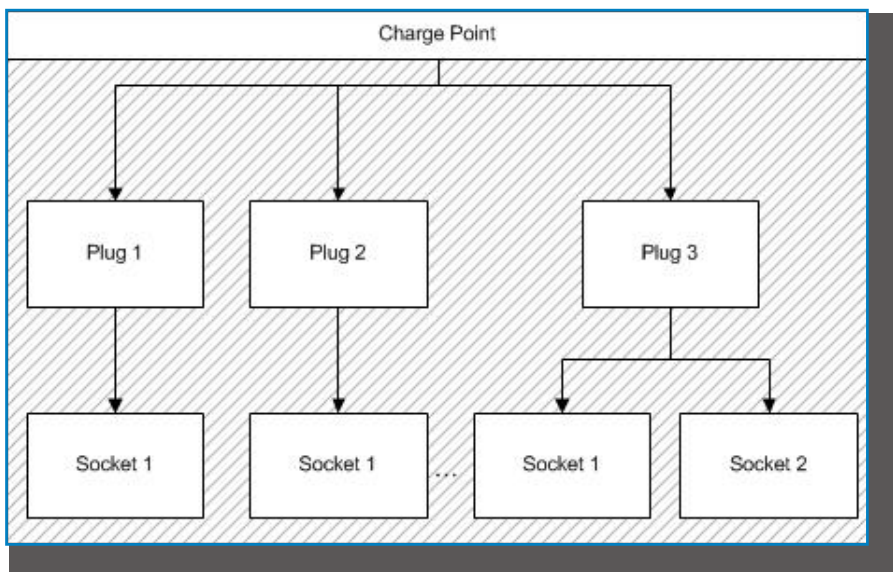 Charge Point
Plug 1
Plug 2
Plug 3
Socket 1
Socket 1
...
Socket 1
Socket 2